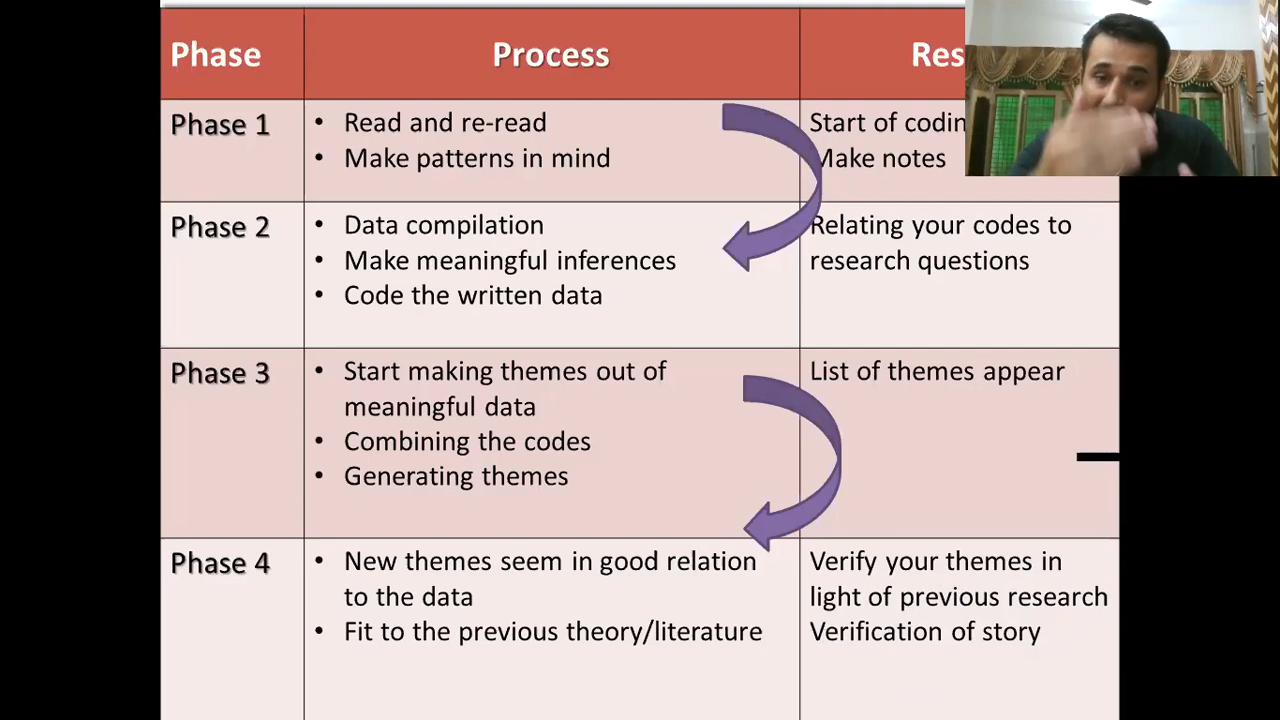 Phase Process
Phase 1
• Read and re-read
• Make patterns in mind
Start of
Make notes
Phase 2
• Data compilation
• Make meaningful inferences
• Code the written data
Relating your codes to
research questions
Phase 3
• Start making themes out of
meaningful data
• Combining the codes
• Generating themes
List of themes appear
Phase 4
• New themes seem in good relation
to the data
• Fit to the previous theory/literature
Verify your themes in
light of previous research
Verification of story